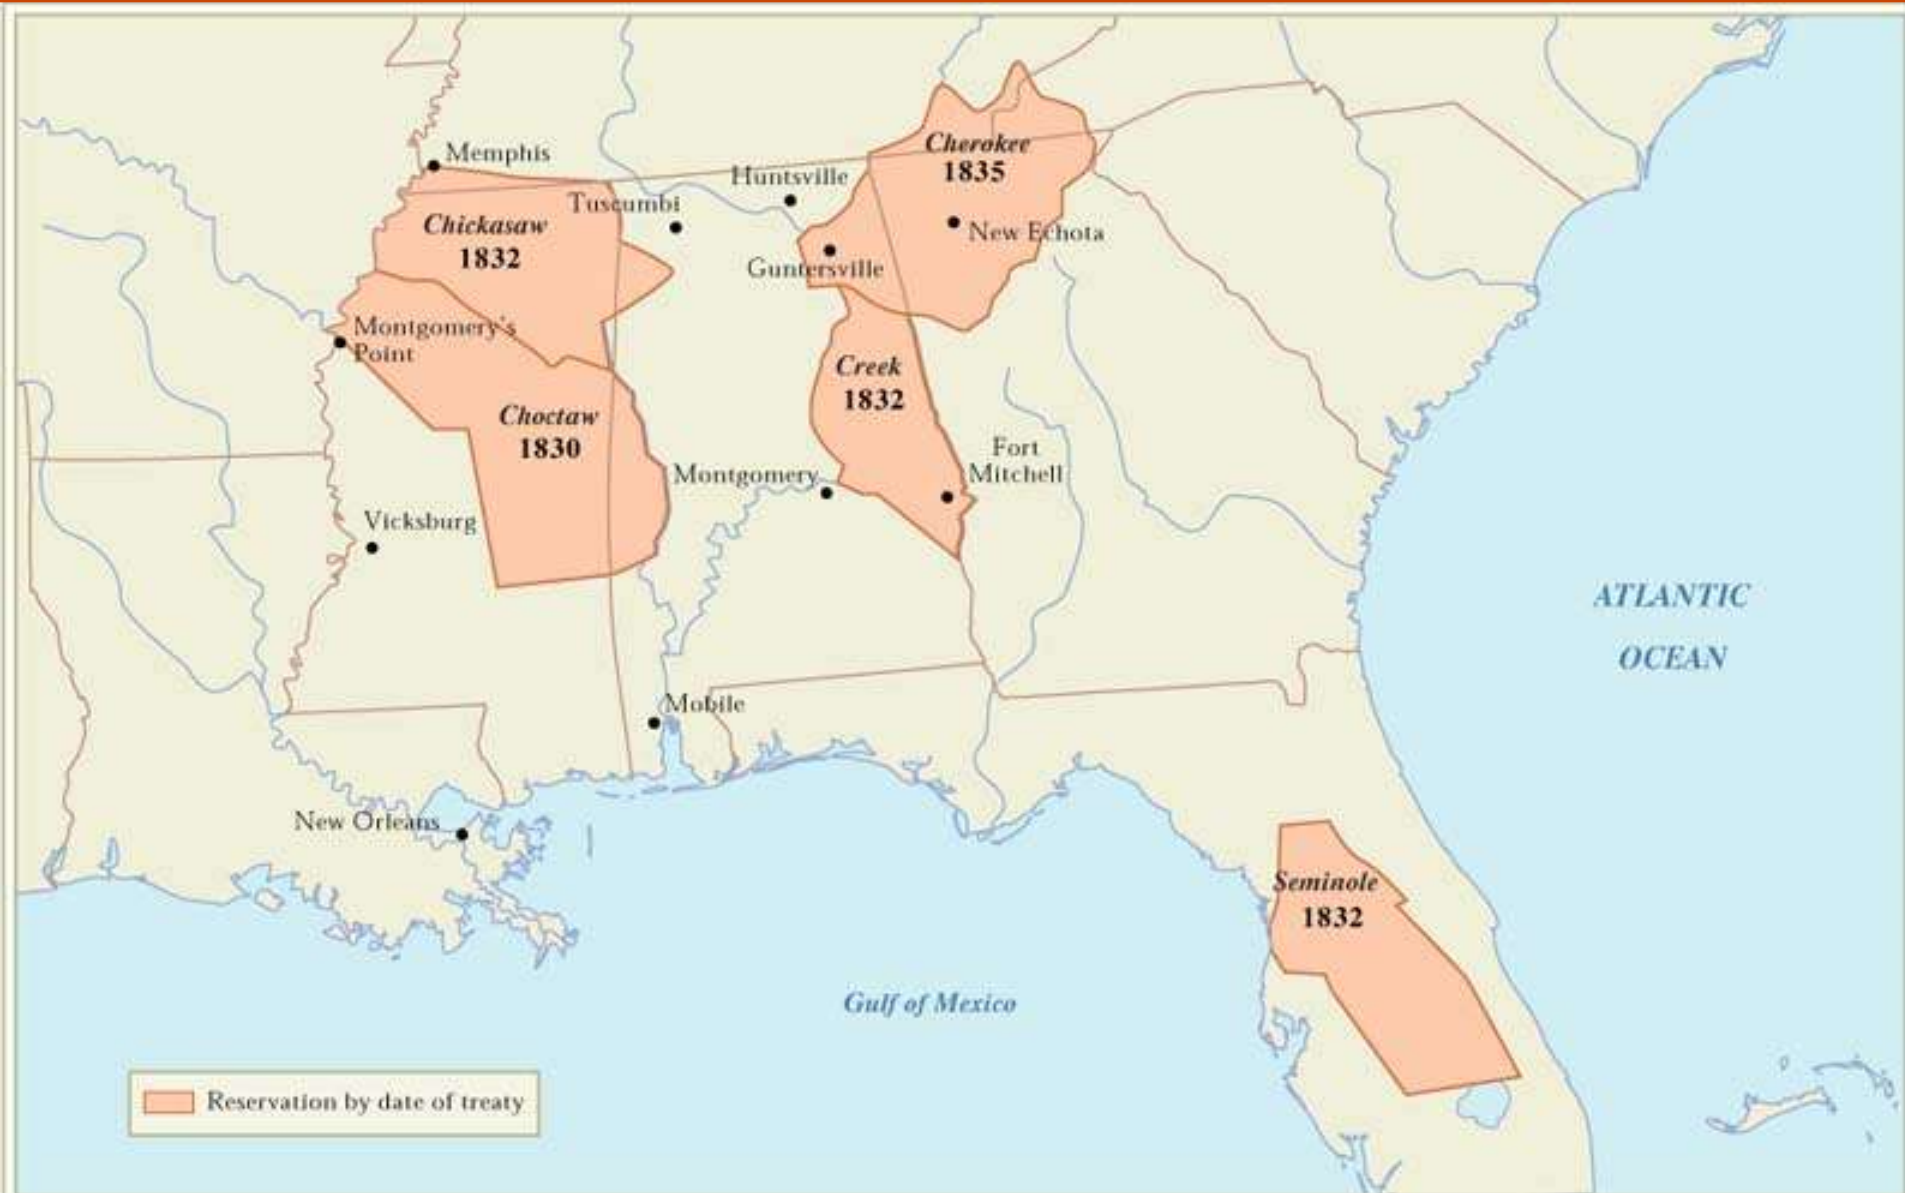 Memphis
Huntsville
Tuscumbi
Cherokee
1835
New Echota
Guntersville
Chickasaw
1832
Montgomery's
Point
Choctaw
1830
Creek
1832
Fort
Mitchell
Montgomery
Vicksburg
Mobile
New Orleans
ATLANTIC
OCEAN
Seminole
1832
Gulf of Mexico
Reservation by date of treaty